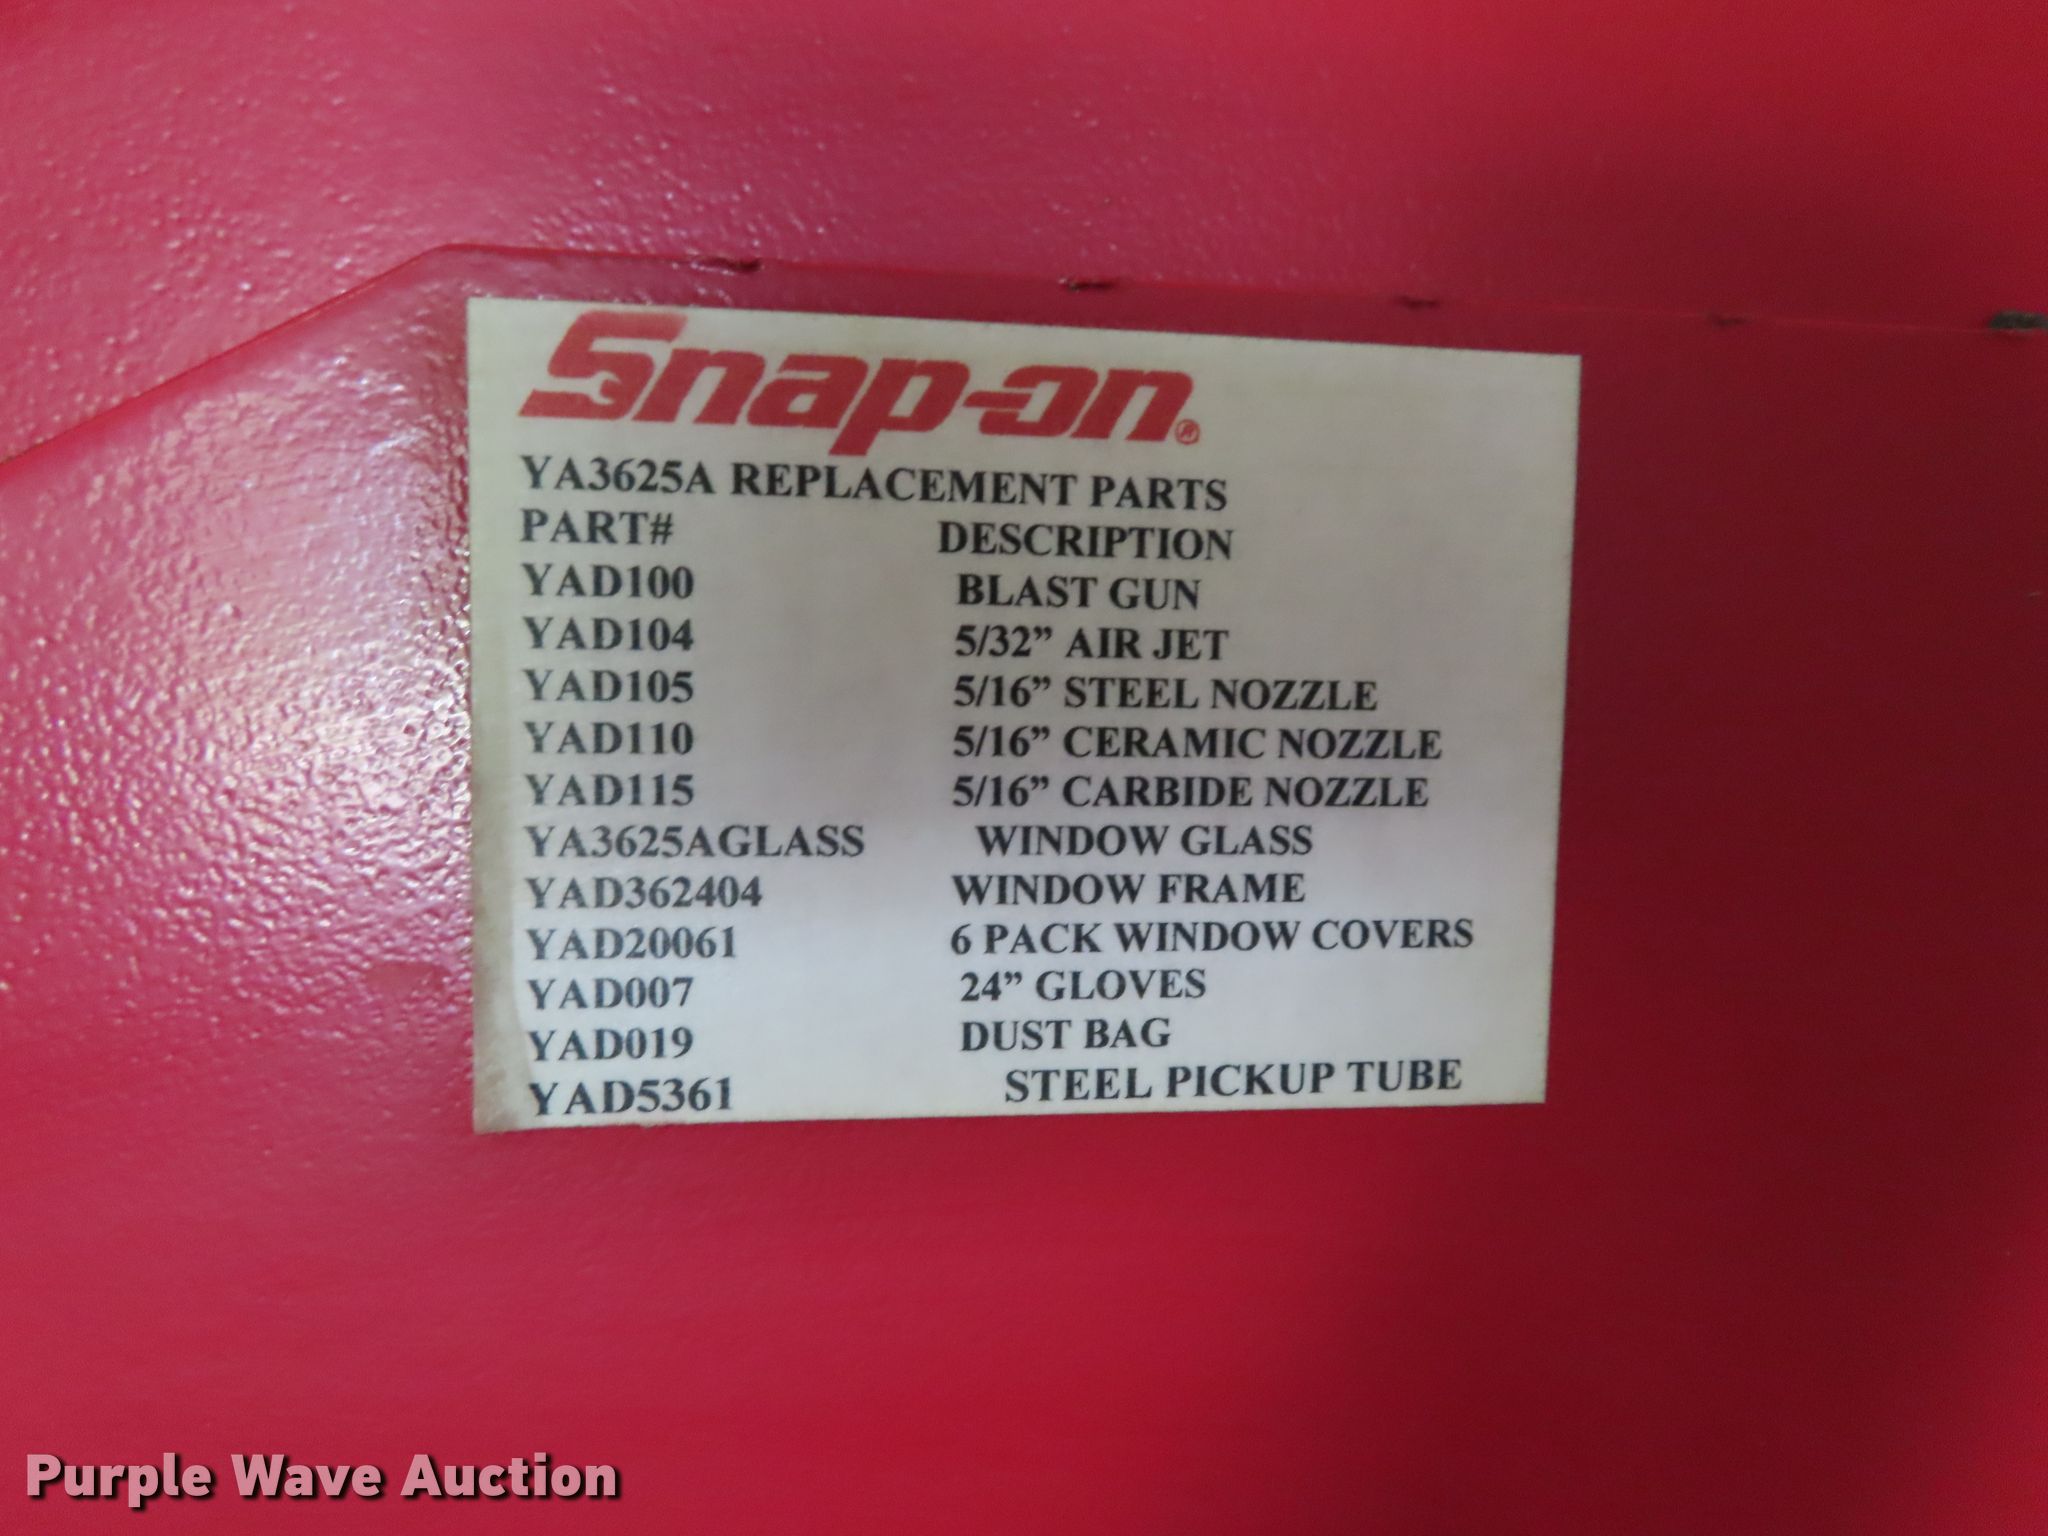 Snap-on®
YA3625A REPLACEMENT PARTS
PART# DESCRIPTION
YAD100 BLAST GUN
YAD104 5/32” AIR JET
YAD105 5/16” STEEL NOZZLE
YAD110 5/16” CERAMIC NOZZLE
YAD115 5/16” CARBIDE NOZZLE
YA3625AGLASS WINDOW GLASS
YAD362404 WINDOW FRAME
YAD20061 6 PACK WINDOW COVERS
YAD007 24” GLOVES
YAD019 DUST BAG
YAD5361 STEEL PICKUP TUBE
Purple Wave Auction